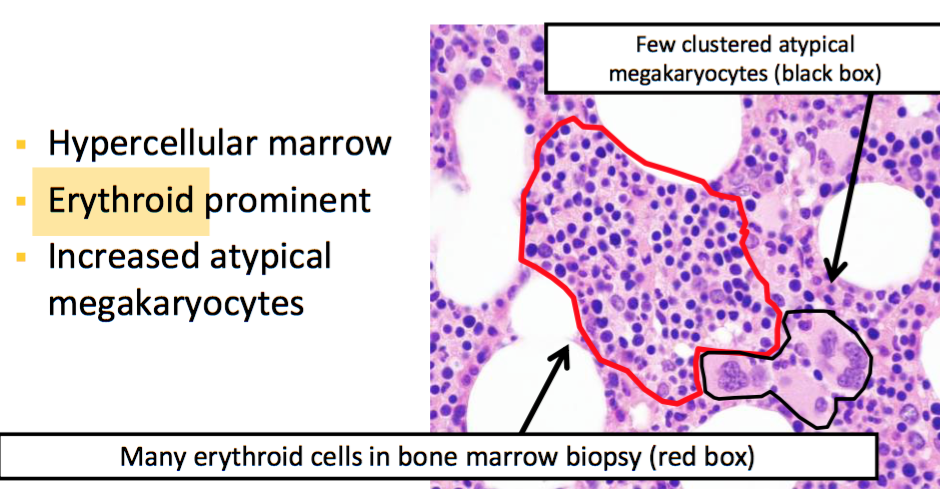 Few clustered atypical
megakaryocytes (black box)
▪ Hypercellular marrow
▪ Erythroid prominent
▪ Increased atypical
megakaryocytes
Many erythroid cells in bone marrow biopsy (red box)